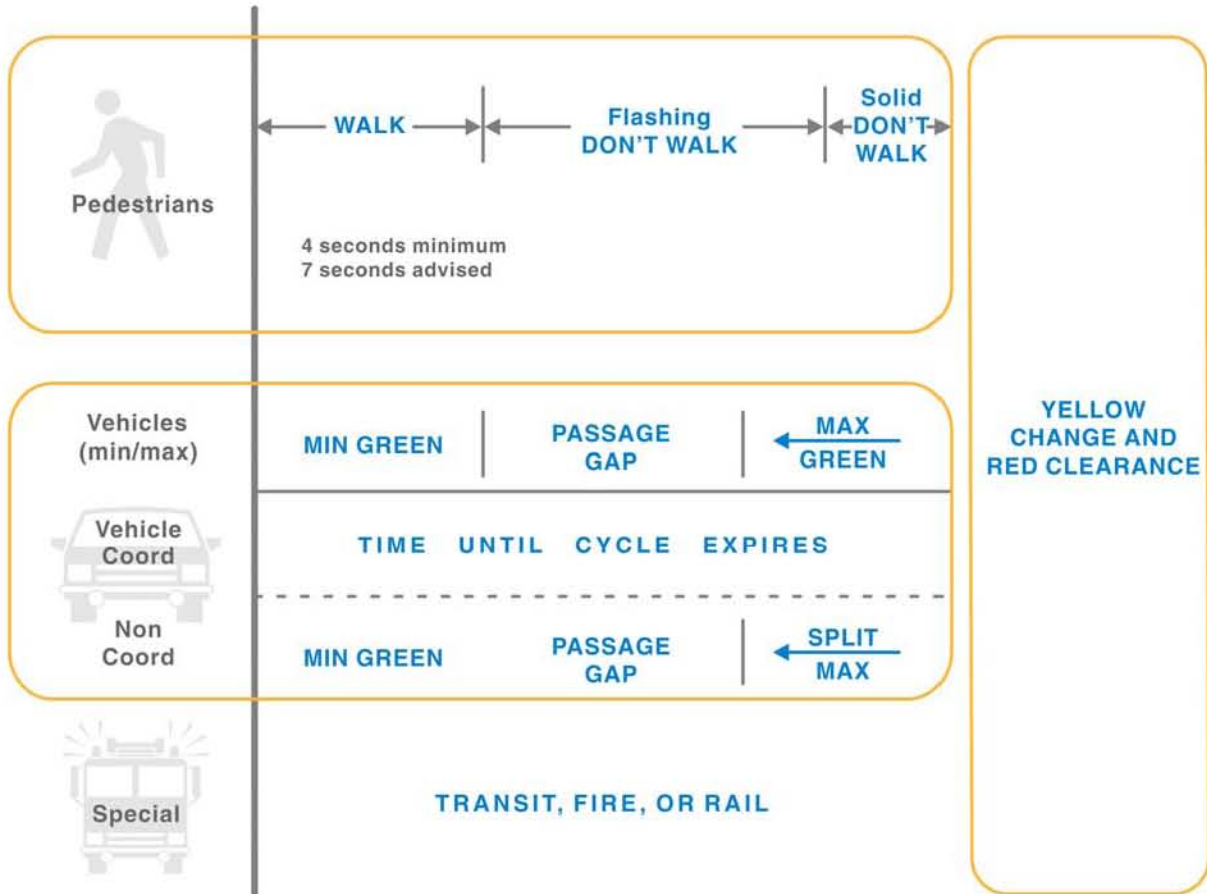 Pedestrians
WALK
Flashing
DON'T WALK
Solid
DON'T
WALK
4 seconds minimum
7 seconds advised
Vehicles
(min/max)
MIN GREEN
PASSAGE
GAP
MAX
GREEN
Vehicle
Coord
TIME UNTIL CYCLE EXPIRES
Non
Coord
MIN GREEN
PASSAGE
GAP
SPLIT
MAX
Special
TRANSIT, FIRE, OR RAIL
YELLOW
CHANGE AND
RED CLEARANCE